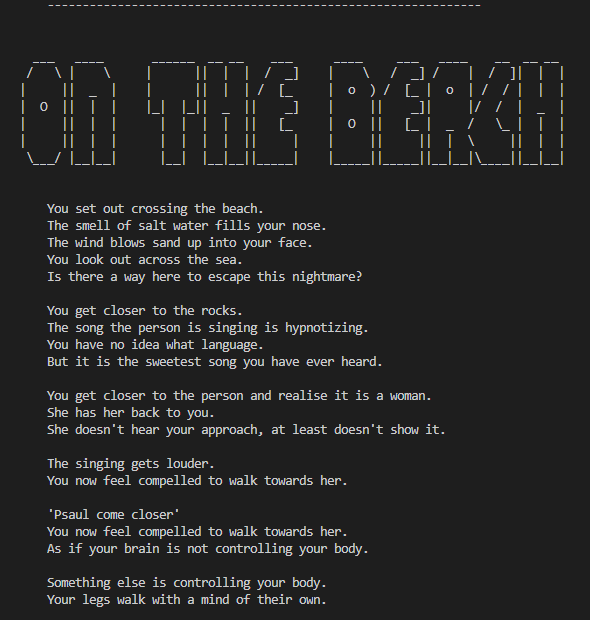 ON THE BEACH
You set out crossing the beach.
The smell of salt water fills your nose.
The wind blows sand up into your face.
You look out across the sea.
Is there a way here to escape this nightmare?
You get closer to the rocks.
The song the person is singing is hypnotizing.
You have no idea what language.
But it is the sweetest song you have ever heard.
You get closer to the person and realise it is a woman.
She has her back to you.
She doesn't hear your approach, at least doesn't show it.
The singing gets louder.
You now feel compelled to walk towards her.
'Psaul come closer'
You now feel compelled to walk towards her.
As if your brain is not controlling your body.
Something else is controlling your body.
Your legs walk with a mind of their own.